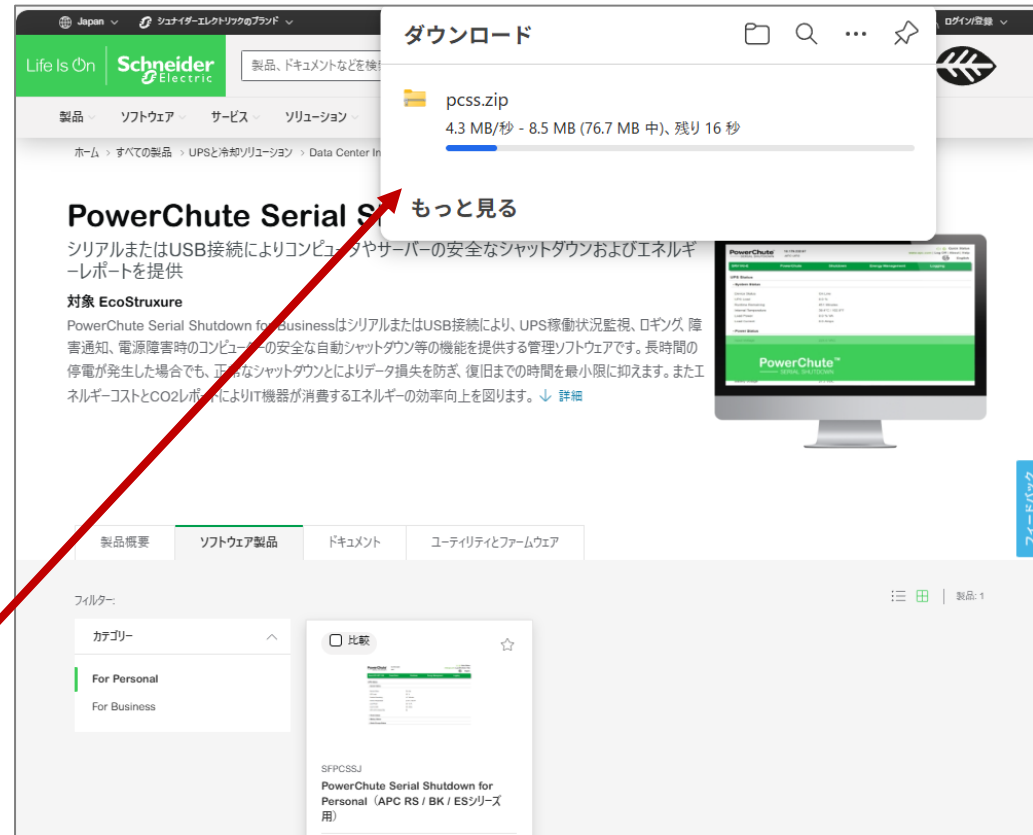 Japan
シュナイダーエレクトリックのブランド
ログイン/登録
Life Is On
Schneider
Electric
製品、ドキュメントなどを検
製品
ソフトウェア
サービス
ソリューション
ダウンロード
pcss.zip
4.3 MB/秒 - 8.5 MB (76.7 MB 中)、残り 16 秒
もっと見る
ホーム > すべての製品 > UPSと冷却ソリューション > Data Center In
PowerChute Serial S
シリアルまたはUSB接続によりコンピュータやサーバーの安全なシャットダウンおよびエネルギ
ーレポートを提供
対象 EcoStruxure
PowerChute Serial Shutdown for Businessはシリアルまたは USB接続により、UPS稼働状況監視、ロギング、障
害通知、電源障害時のコンピューターの安全な自動シャットダウン等の機能を提供する管理ソフトウェアです。長時間の
停電が発生した場合でも、正常なシャットダウンとによりデータ損失を防ぎ、復旧までの時間を最小限に抑えます。またエ
ネルギーコストとCO2レポートによりIT機器が消費するエネルギーの効率向上を図ります。 詳細
PowerChute
English
UPS Status
PowerChute™
SERIAL SHUTDOWN
フィードバック
製品概要
ソフトウェア製品
ドキュメント
ユーティリティとファームウェア
フィルター:
製品: 1
カテゴリー
For Personal
For Business
比較
SFPCSSJ
PowerChute Serial Shutdown for
Personal（APC RS / BK / ESシリーズ
用）